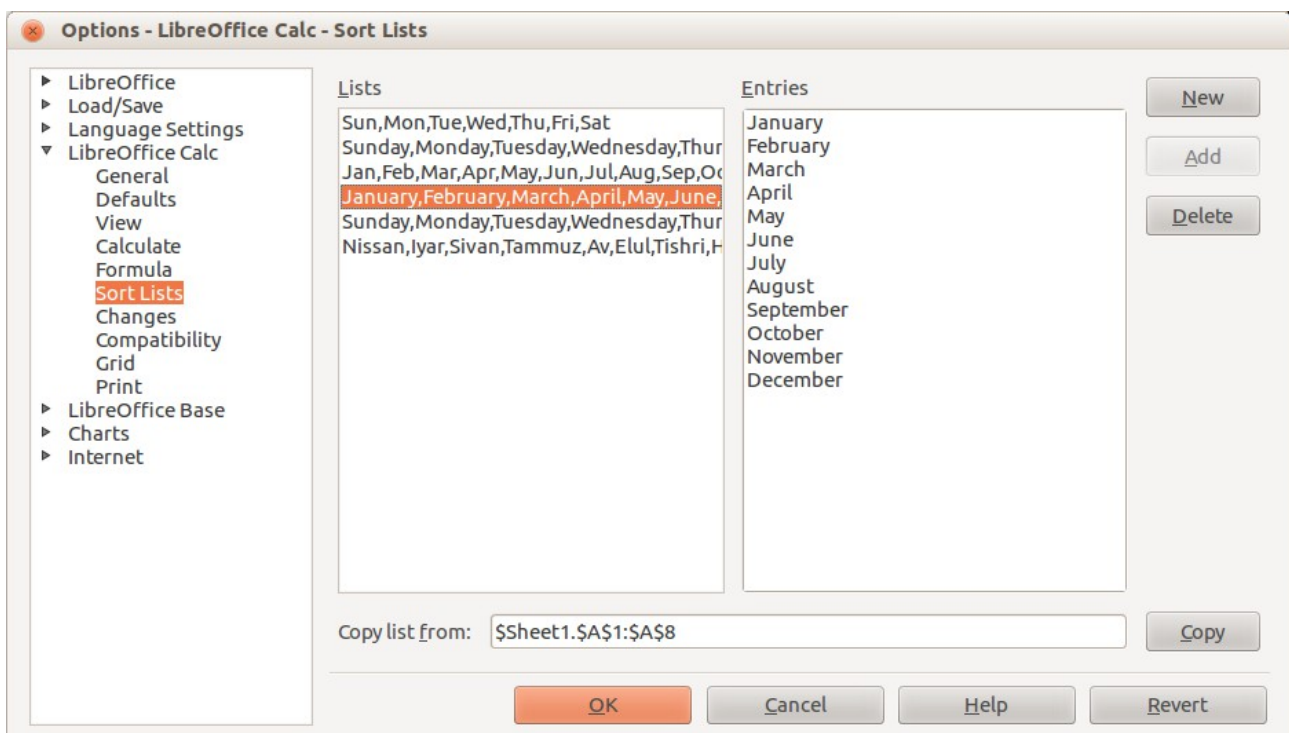 Options - LibreOffice Calc - Sort Lists
LibreOffice
Load/Save
Language Settings
LibreOffice Calc
General
Defaults
View
Calculate
Formula
Sort Lists
Changes
Compatibility
Grid
Print
LibreOffice Base
Charts
Internet
Lists
Sun,Mon,Tue,Wed,Thu,Fri,Sat
Sunday,Monday,Tuesday,Wednesday,Thur
Jan,Feb,Mar,Apr,May,Jun,Jul,Aug,Sep,Oc
January,February,March,April,May,June,
Sunday,Monday,Tuesday,Wednesday,Thur
Nissan,Iyar,Sivan,Tammuz,Av,Elul,Tishri,H
Entries
January
February
March
April
May
June
July
August
September
October
November
December
New
Add
Delete
Copy list from: $Sheet1.$A$1:$A$8 Copy
OK Cancel Help Revert